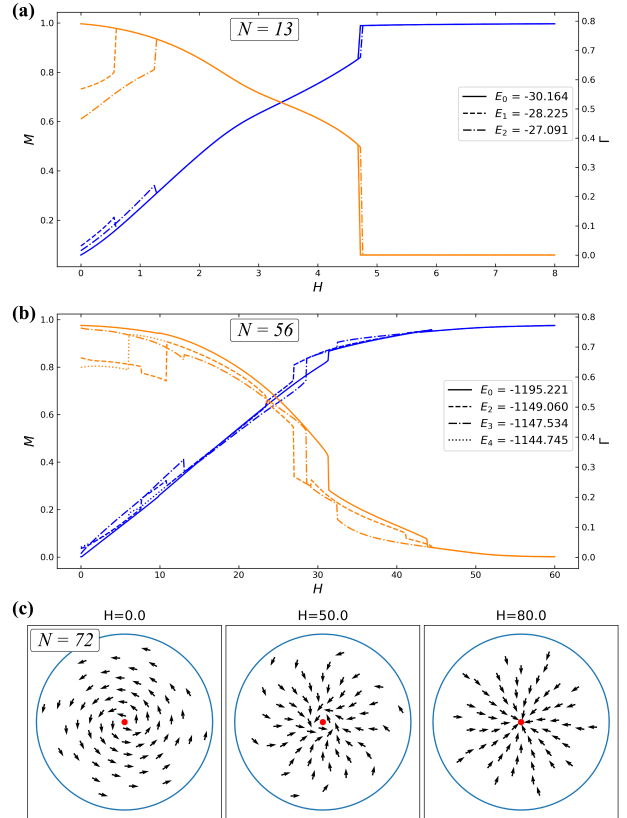 (a)
N = 13
1.0
0.8
0.6
0.4
0.2
M
0.8
0.7
0.6
0.5
0.4
0.3
0.2
0.1
0.0
Γ
E0 = -30.164
E1 = -28.225
E2 = -27.091
0 1 2 3 4 5 6 7 8
H
(b)
N = 56
1.0
0.8
0.6
0.4
0.2
0.0
M
0.8
0.7
0.6
0.5
0.4
0.3
0.2
0.1
0.0
Γ
E0 = -1195.221
E2 = -1149.060
E3 = -1147.534
E4 = -1144.745
0 10 20 30 40 50 60
H
(c)
H=0.0 H=50.0 H=80.0
N = 72